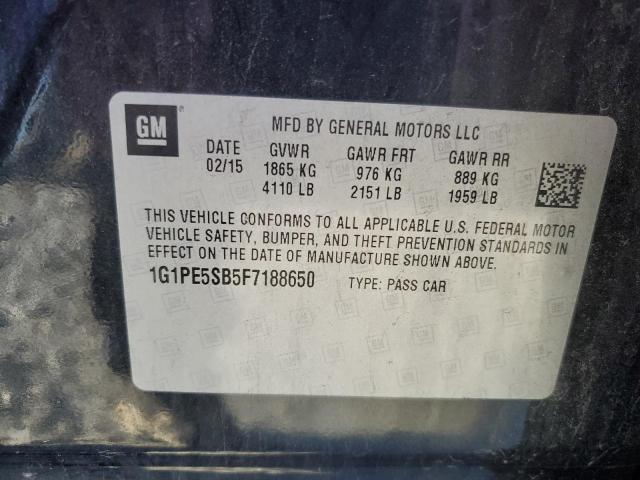 GM
MFD BY GENERAL MOTORS LLC
DATE GVWR GAWR FRT GAWR RR
02/15 1865 KG 976 KG 889 KG
4110 LB 2151 LB 1959 LB
THIS VEHICLE CONFORMS TO ALL APPLICABLE U.S. FEDERAL MOTOR
VEHICLE SAFETY, BUMPER, AND THEFT PREVENTION STANDARDS IN
EFFECT ON THE DATE OF MANUFACTURE SHOWN ABOVE.
1G1PE5SB5F7188650 TYPE: PASS CAR